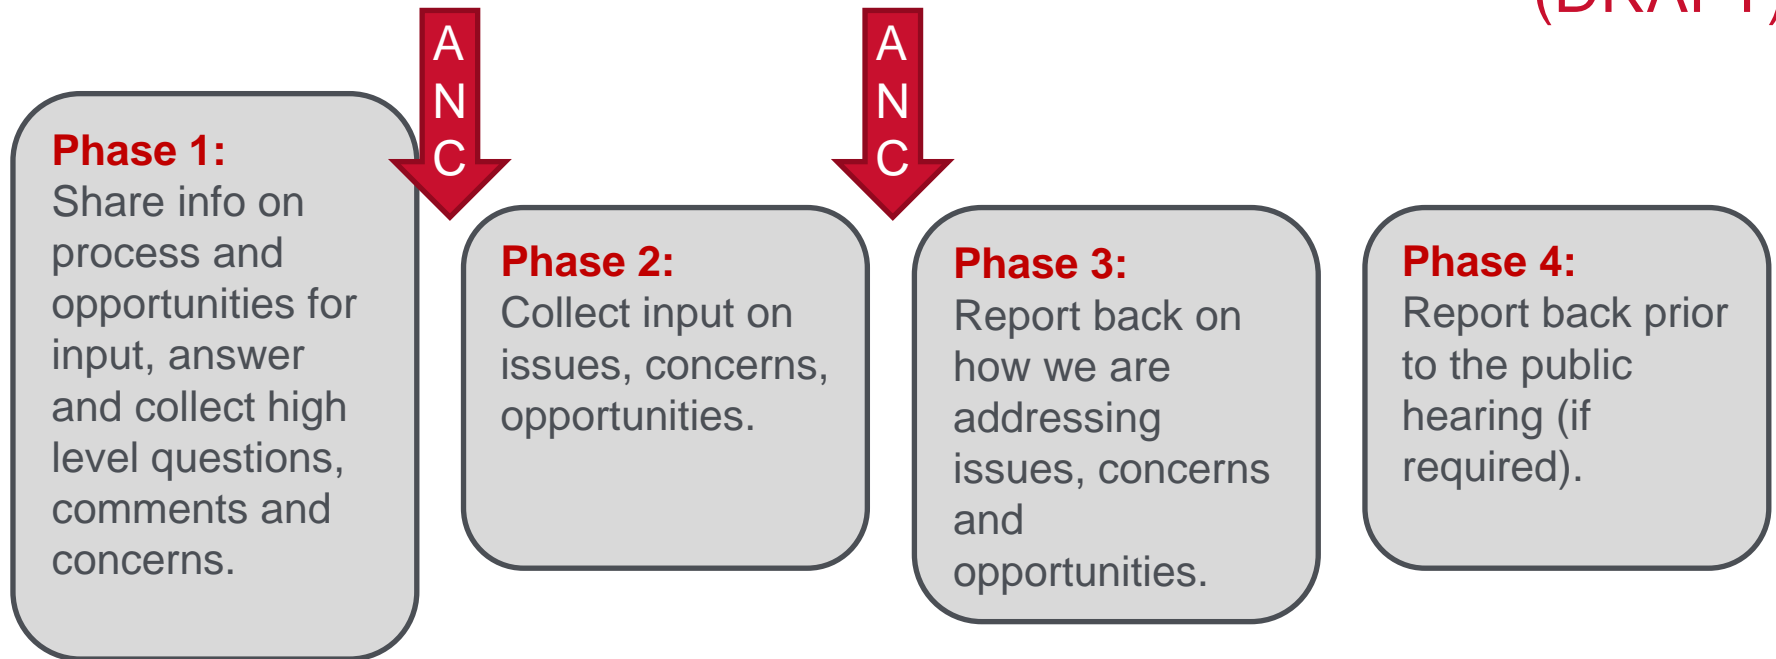 (DRAFT)
A
N
C
A
N
C
Phase 1:
Share info on
process and
opportunities for
input, answer
and collect high
level questions,
comments and
concerns.
Phase 2:
Collect input on
issues, concerns,
opportunities.
Phase 3:
Report back on
how we are
addressing
issues, concerns
and
opportunities.
Phase 4:
Report back prior
to the public
hearing (if
required).